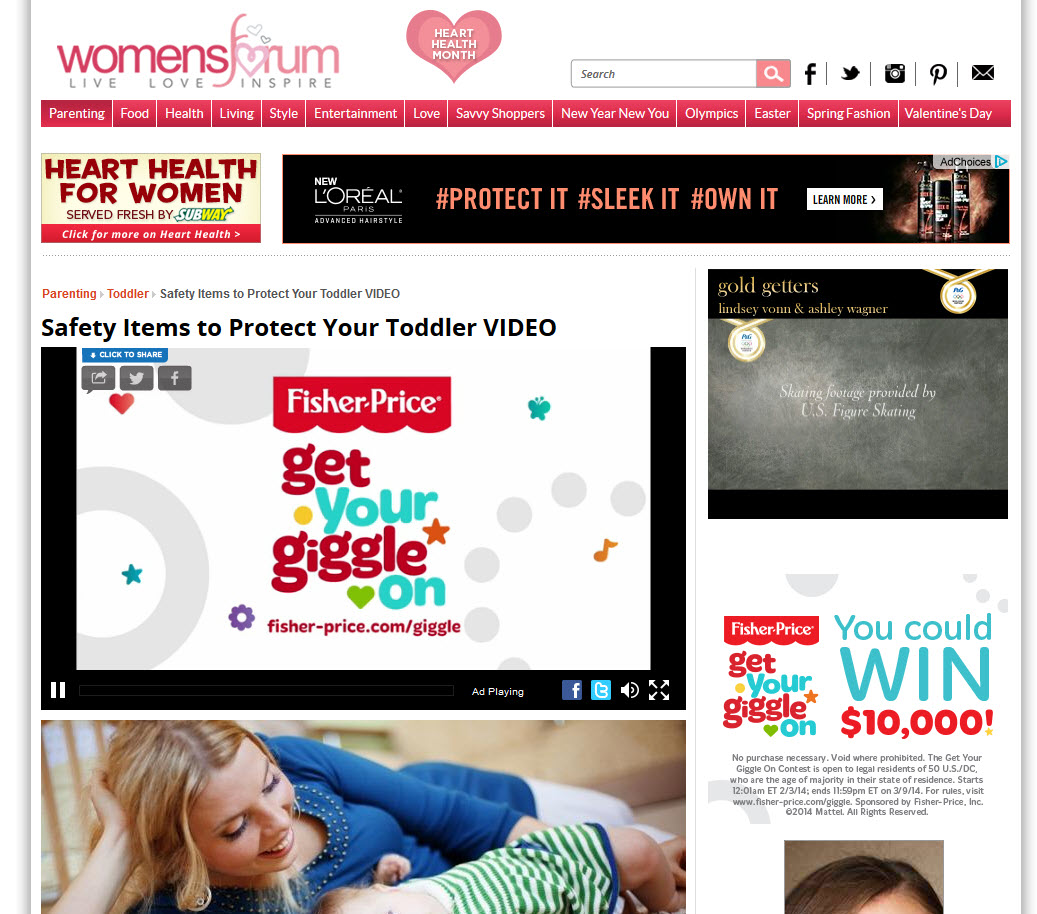 womensforum
LIVE LOVE INSPIRE
HEART
HEALTH
MONTH
Search
Parenting Food Health Living Style Entertainment Love Savvy Shoppers New Year New You Olympics Easter Spring Fashion Valentine's Day
HEART HEALTH
FOR WOMEN
SERVED FRESH BY SUBWAY
Click for more on Heart Health >
NEW
L'ORÉAL
PARIS
ADVANCED HAIRSTYLE
#PROTECT IT #SLEEK IT #OWN IT
LEARN MORE >
AdChoices
Parenting Toddler Safety Items to Protect Your Toddler VIDEO
Safety Items to Protect Your Toddler VIDEO
CLICK TO SHARE
Fisher-Price®
get
your
giggle
on
fisher-price.com/giggle
Ad Playing
gold getters
lindsey vonn & ashley wagner
P&G
P&G
Skating footage provided by
U.S. Figure Skating
Fisher-Price®
get
your
giggle
on
You could
WIN
$10,000!
No purchase necessary. Void where prohibited. The Get Your
Giggle On Contest is open to legal residents of 50 U.S./DC,
who are the age of majority in their state of residence. Starts
12:01am ET 2/3/14; ends 11:59pm ET on 3/9/14. For rules, visit
www.fisher-price.com/giggle. Sponsored by Fisher-Price, Inc.
©2014 Mattel. All Rights Reserved.